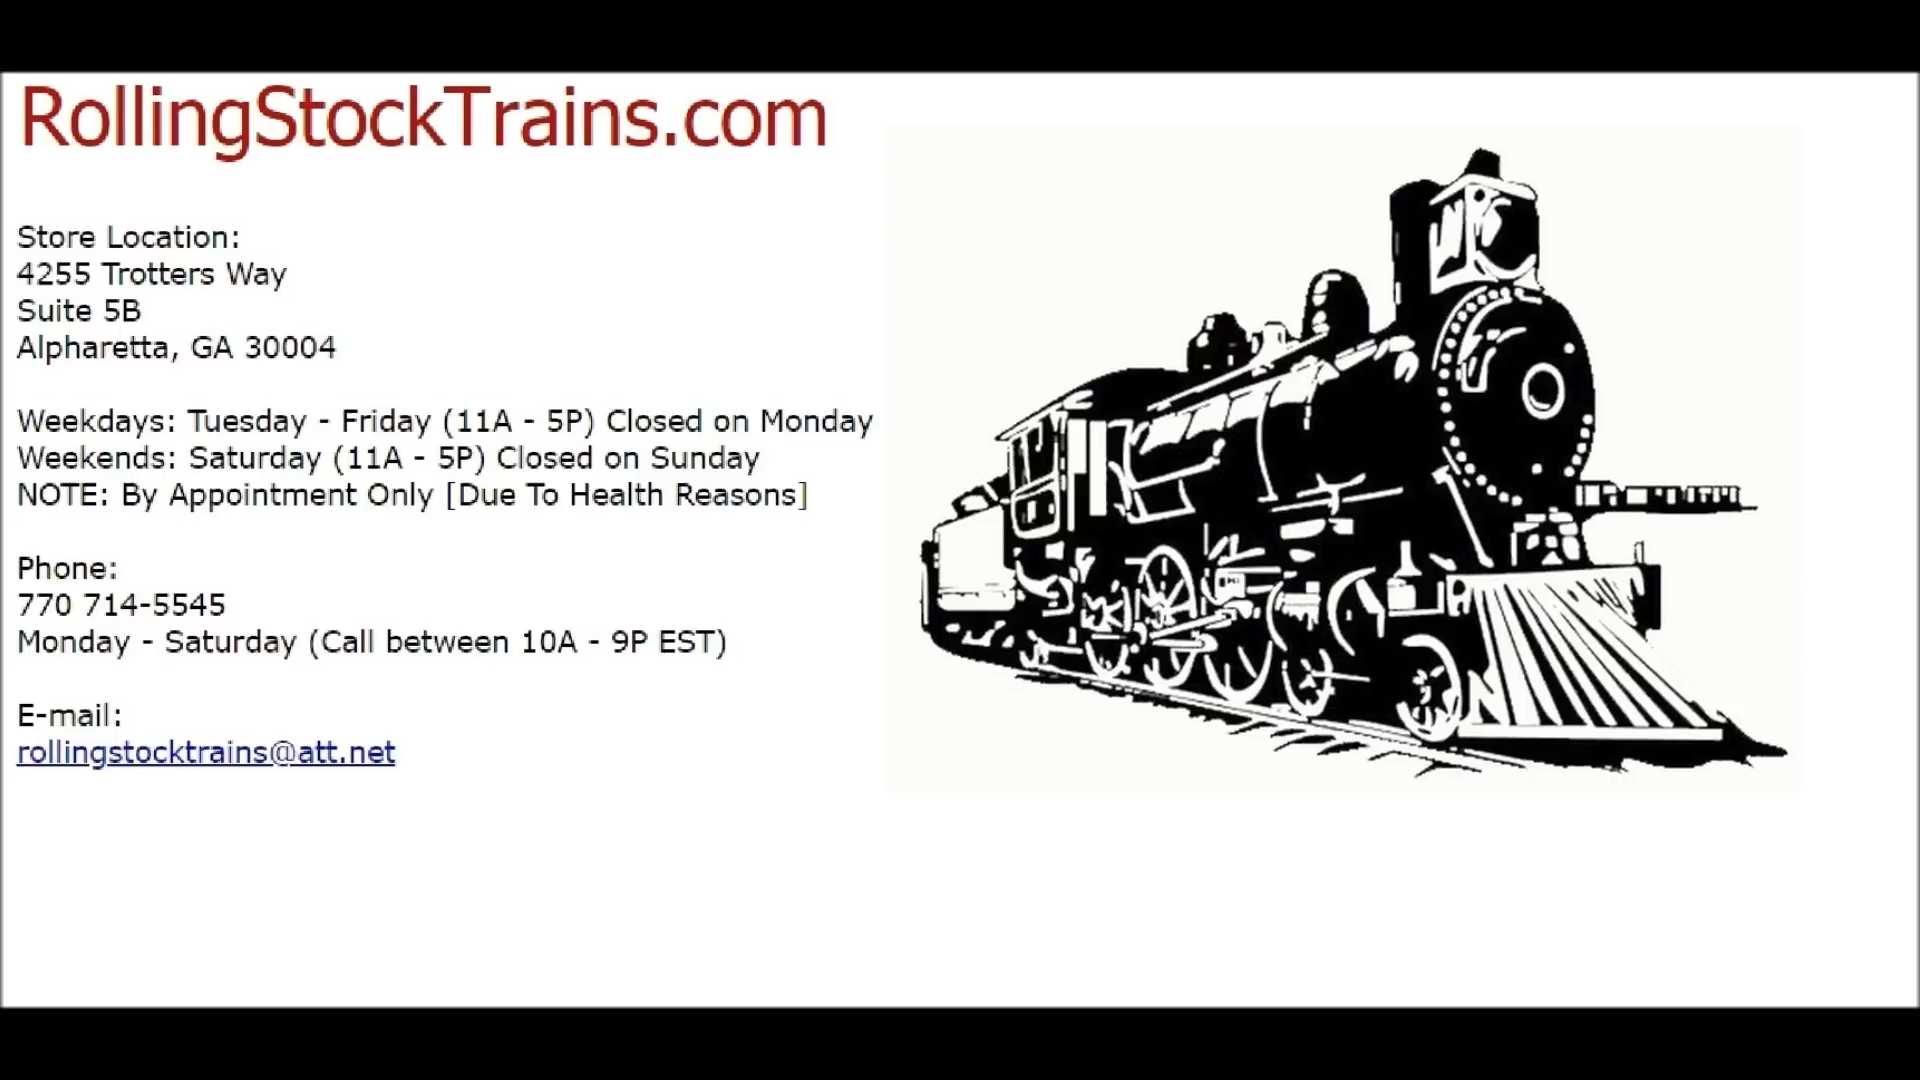 RollingStockTrains.com
Store Location:
4255 Trotters Way
Suite 5B
Alpharetta, GA 30004
Weekdays: Tuesday - Friday (11A - 5P) Closed on Monday
Weekends: Saturday (11A - 5P) Closed on Sunday
NOTE: By Appointment Only [Due To Health Reasons]
Phone:
770 714-5545
Monday - Saturday (Call between 10A - 9P EST)
E-mail:
rollingstocktrains@att.net